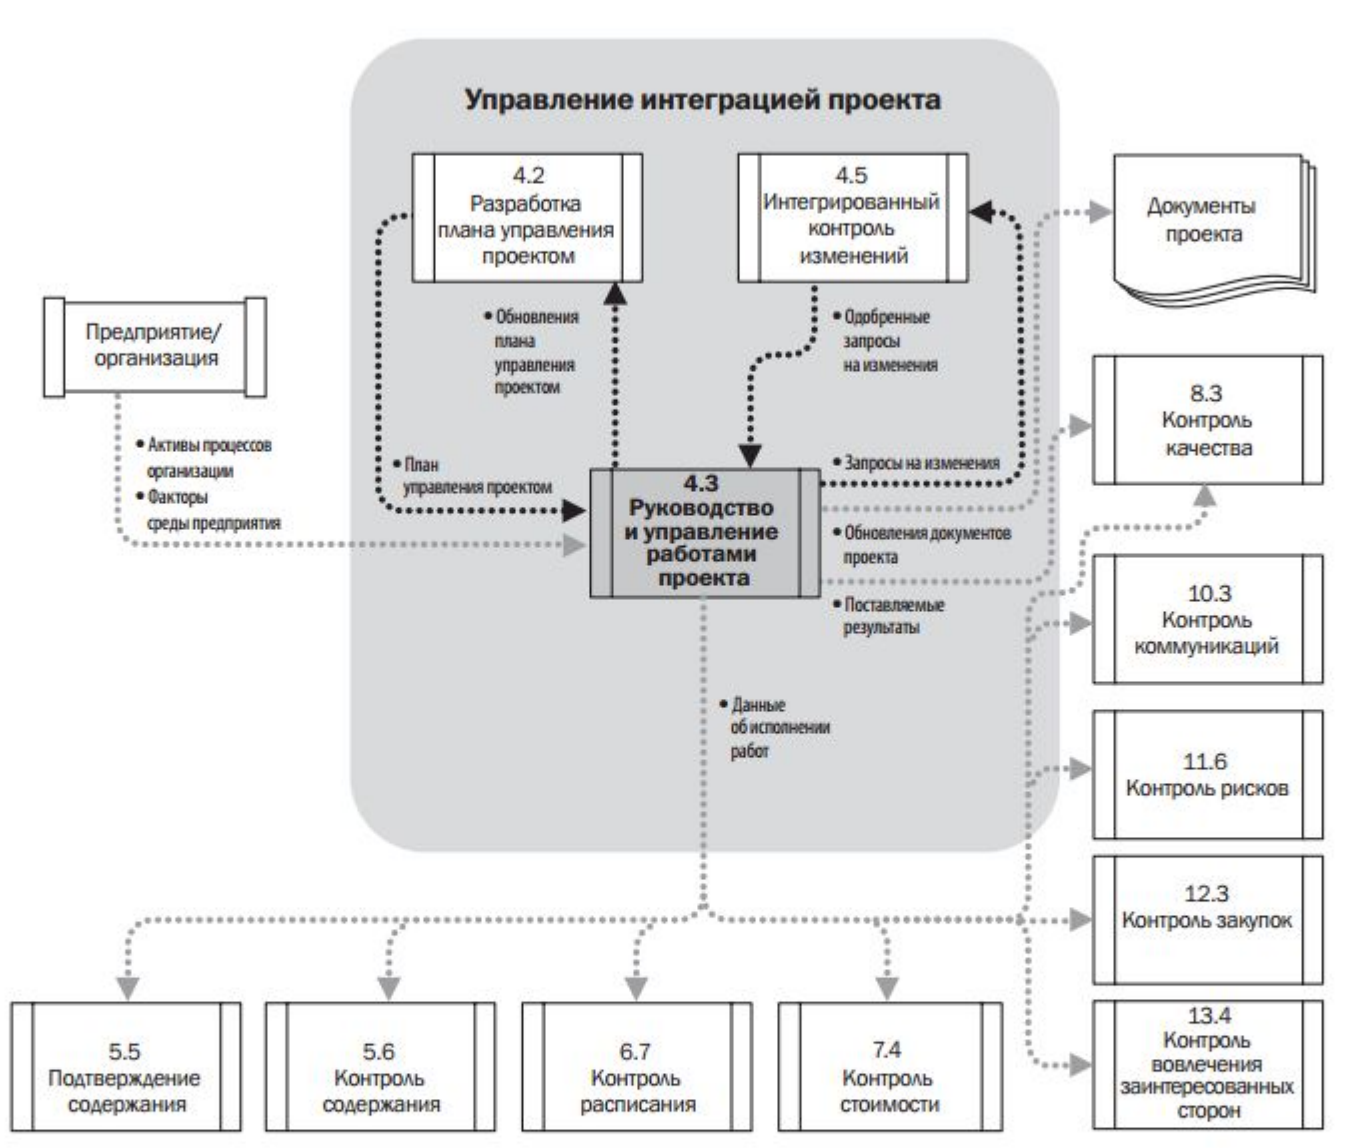 Управление интеграцией проекта
4.2
Разработка
плана управления
проектом
4.5
Интегрированный
контроль
изменений
Документы
проекта
Предприятие/
организация
• Обновления
плана
управления
проектом
• Одобренные
запросы
на изменения
8.3
Контроль
качества
• Активы процессов
организации
• Факторы
среды предприятия
• План
управления проектом
• Запросы на изменения
4.3
Руководство
и управление
работами
проекта
• Обновления документов
проекта
• Поставляемые
результаты
10.3
Контроль
коммуникаций
• Данные
об исполнении
работ
11.6
Контроль рисков
12.3
Контроль закупок
5.5
Подтверждение
содержания
5.6
Контроль
содержания
6.7
Контроль
расписания
7.4
Контроль
стоимости
13.4
Контроль
вовлечения
заинтересованных
сторон